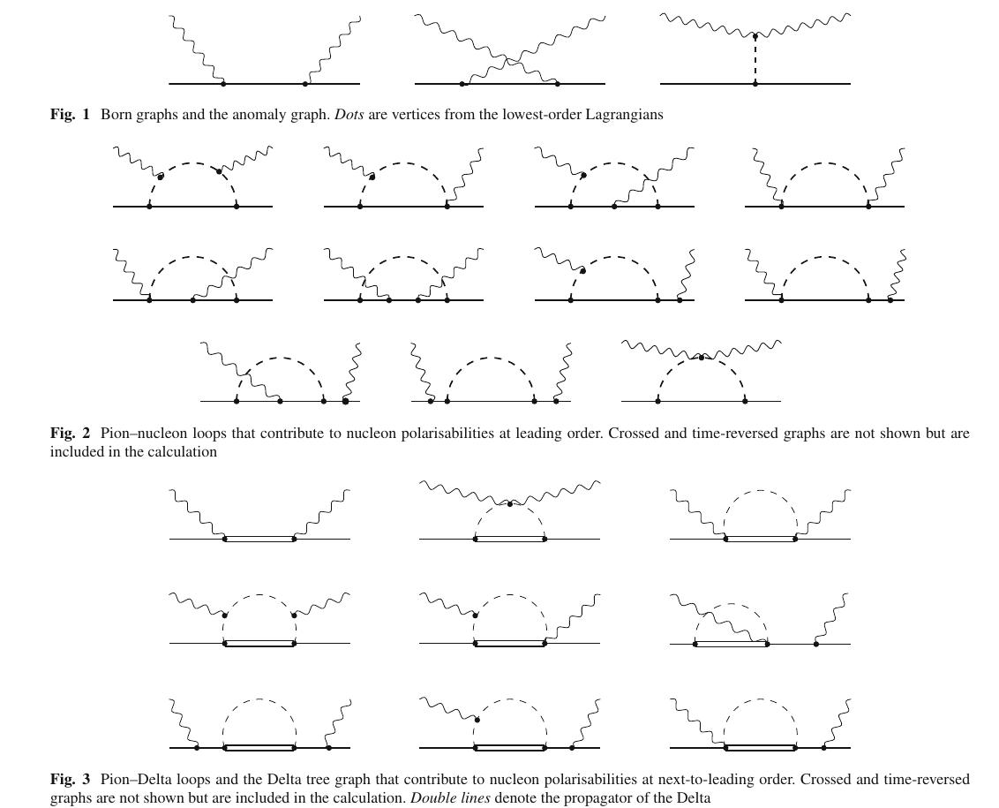 Fig. 1 Born graphs and the anomaly graph. Dots are vertices from the lowest-order Lagrangians
Fig. 2 Pion–nucleon loops that contribute to nucleon polarisabilities at leading order. Crossed and time-reversed graphs are not shown but are
included in the calculation
Fig. 3 Pion–Delta loops and the Delta tree graph that contribute to nucleon polarisabilities at next-to-leading order. Crossed and time-reversed
graphs are not shown but are included in the calculation. Double lines denote the propagator of the Delta